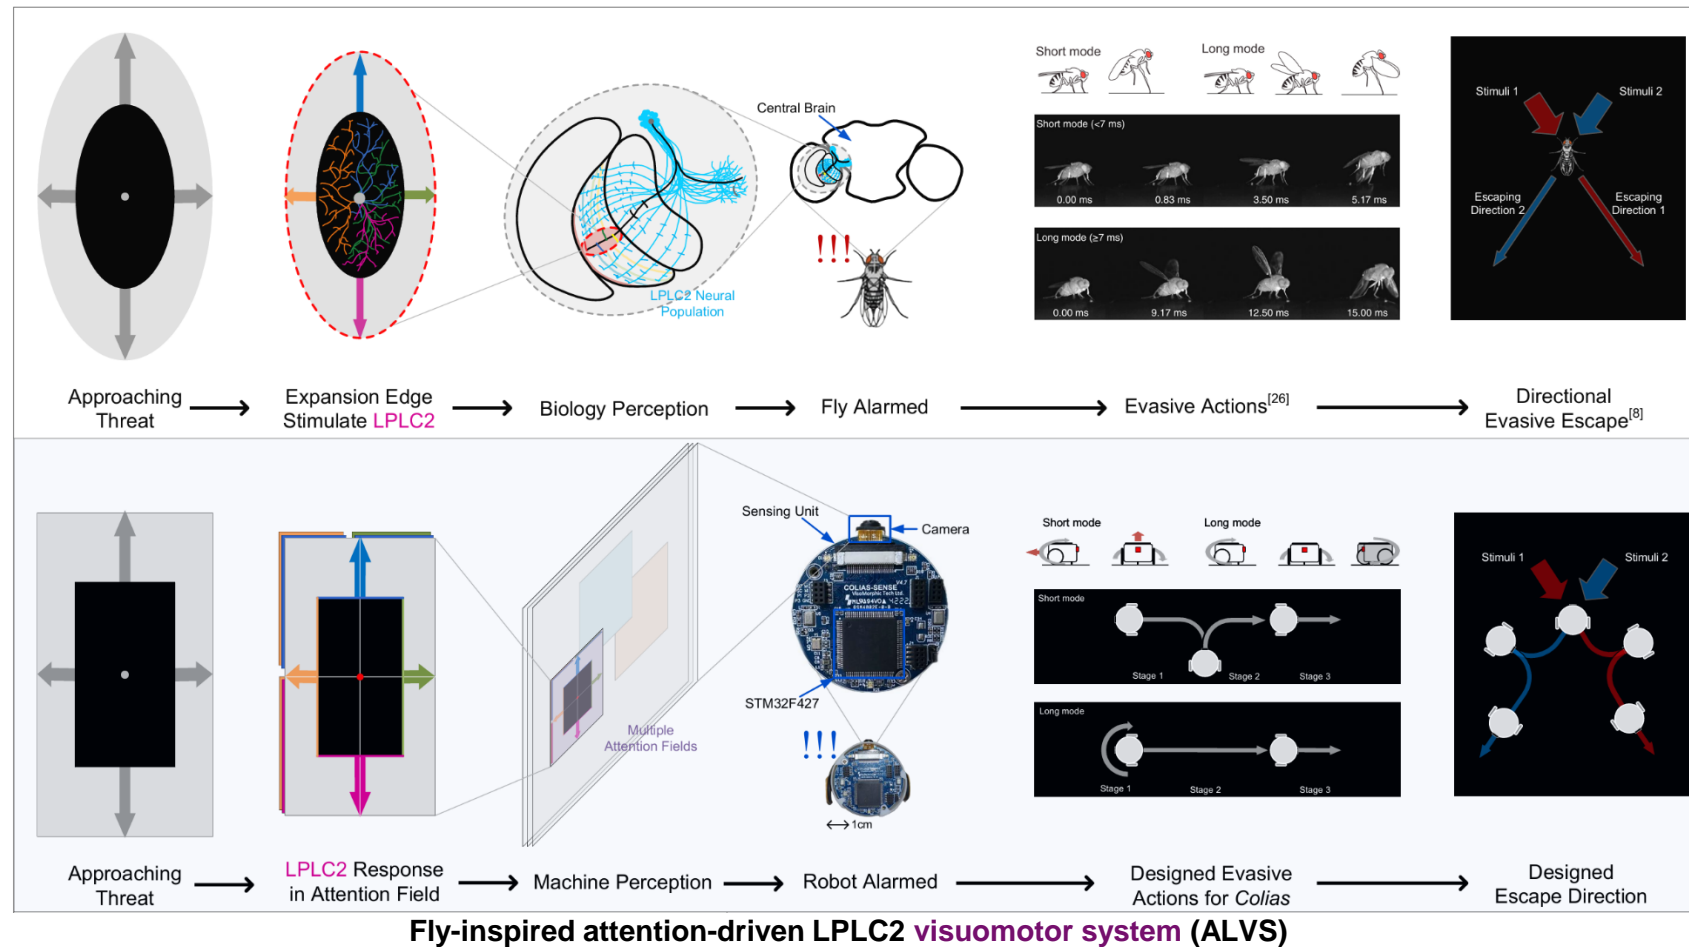 Short mode
Long mode
Central Brain
LPLC2 Neural
Population
!!!
Short mode (<7 ms)
0.00 ms
0.83 ms
3.50 ms
5.17 ms
Long mode (≥7 ms)
0.00 ms
9.17 ms
12.50 ms
15.00 ms
Stimuli 1
Stimuli 2
Escaping
Direction 2
Escaping
Direction 1
Approaching
Threat
Expansion Edge
Stimulate LPLC2
Biology Perception
Fly Alarmed
Evasive Actions[26]
Directional
Evasive Escape[8]
Multiple
Attention Fields
Sensing Unit
Camera
COLIAS-SENSE
V4.7
STM32F427
!!!
1cm
Short mode
Long mode
Short mode
Stage 1
Stage 2
Stage 3
Long mode
Stage 1
Stage 2
Stage 3
Stimuli 1
Stimuli 2
Approaching
Threat
LPLC2 Response
in Attention Field
Machine Perception
Robot Alarmed
Designed Evasive
Actions for Colias
Designed
Escape Direction
Fly-inspired attention-driven LPLC2 visuomotor system (ALVS)